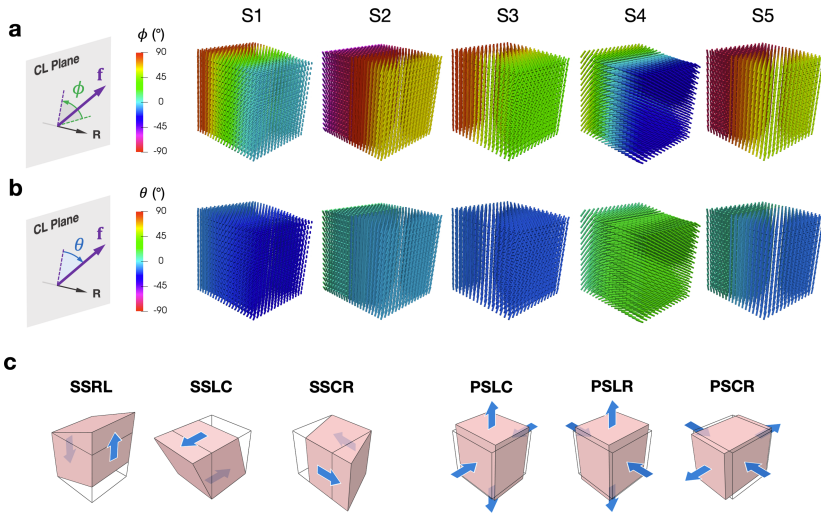 S1 S2 S3 S4 S5
a
ϕ (°)
CL Plane
f
ϕ
R
90
45
0
-45
-90
b
θ (°)
CL Plane
f
θ
R
90
45
0
-45
-90
c
SSRL SSLC SSCR PSLC PSLR PSCR